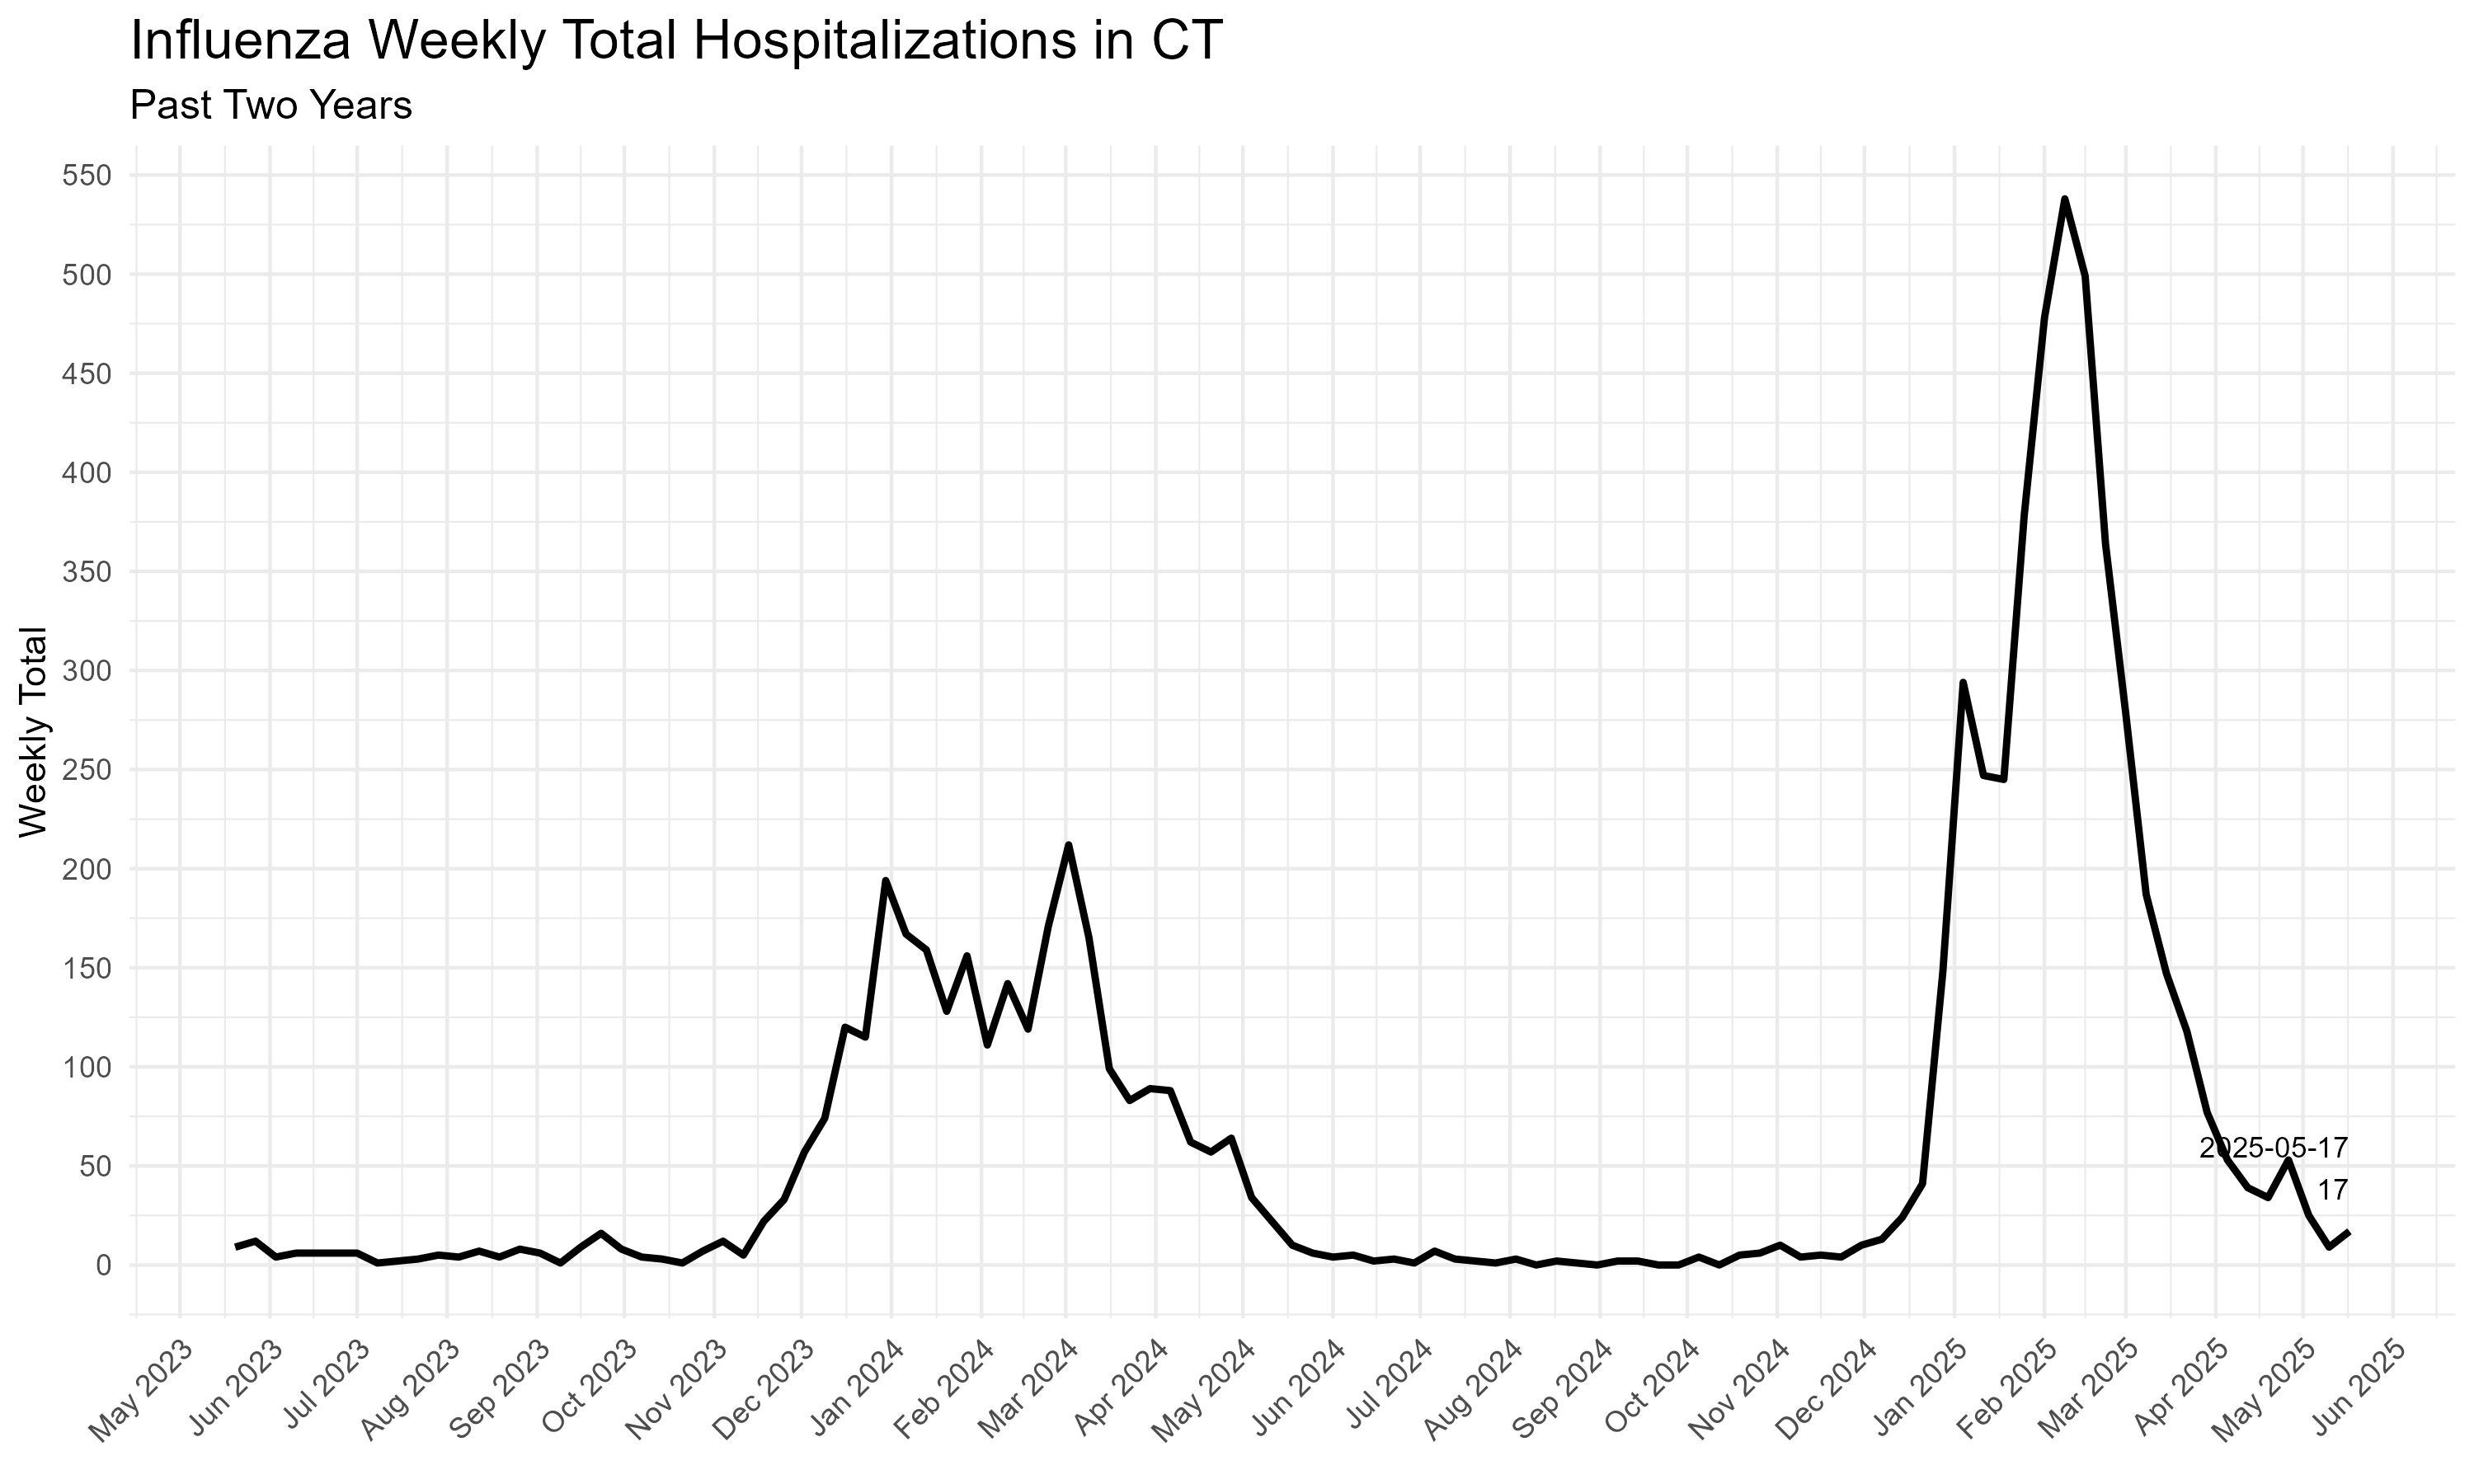 Influenza Weekly Total Hospitalizations in CT
Past Two Years
Weekly Total
550
500
450
400
350
300
250
200
150
100
50
0
2025-05-17
17
May 2023
Jun 2023
Jul 2023
Aug 2023
Sep 2023
Oct 2023
Nov 2023
Dec 2023
Jan 2024
Feb 2024
Mar 2024
Apr 2024
May 2024
Jun 2024
Jul 2024
Aug 2024
Sep 2024
Oct 2024
Nov 2024
Dec 2024
Jan 2025
Feb 2025
Mar 2025
Apr 2025
May 2025
Jun 2025